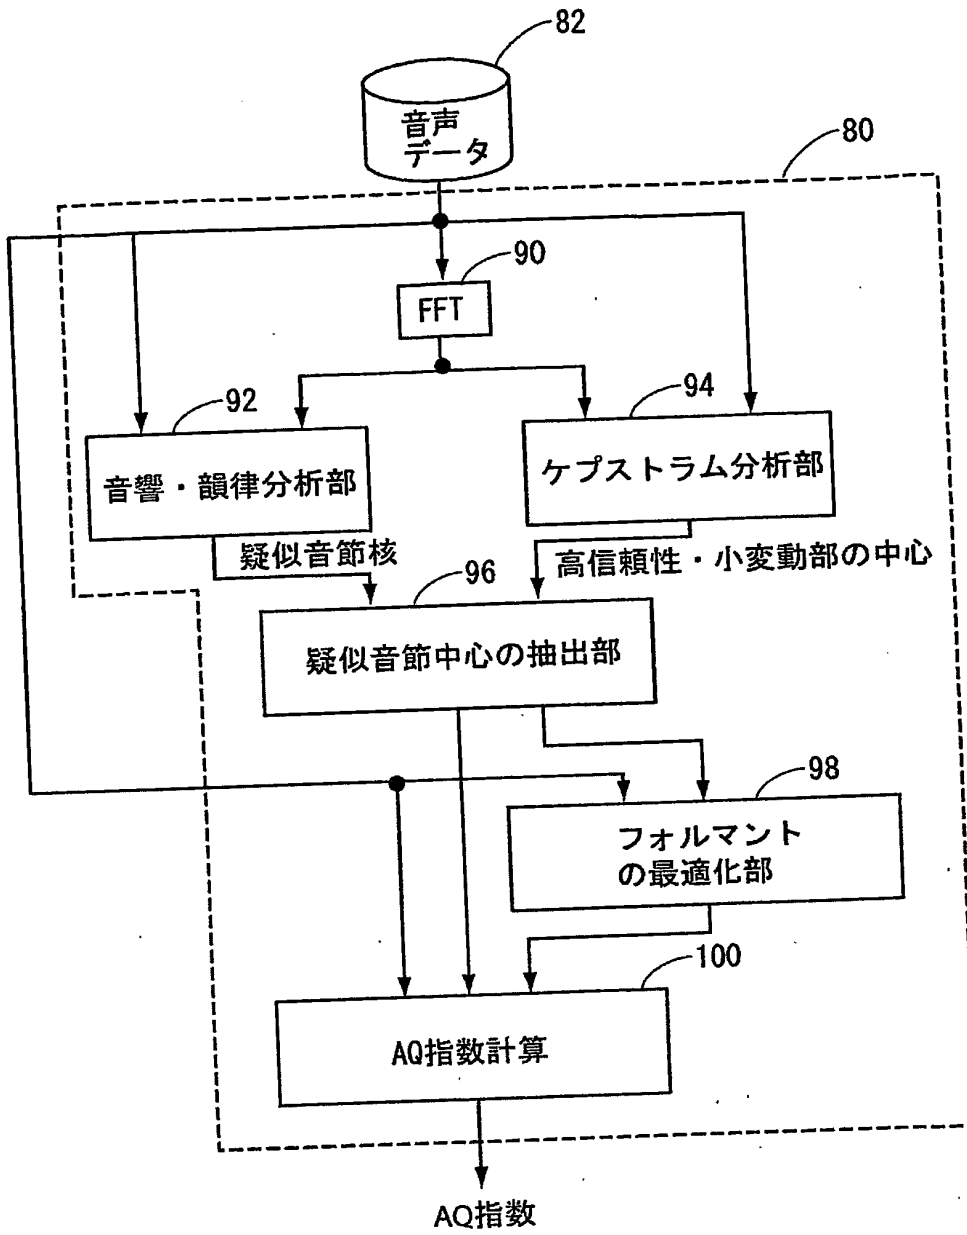 82
音声
データ
80
90
FFT
92
94
音響・韻律分析部
ケプストラム分析部
疑似音節核
高信頼性・小変動部の中心
96
疑似音節中心の抽出部
98
フォルマント
の最適化部
100
AQ指数計算
AQ指数